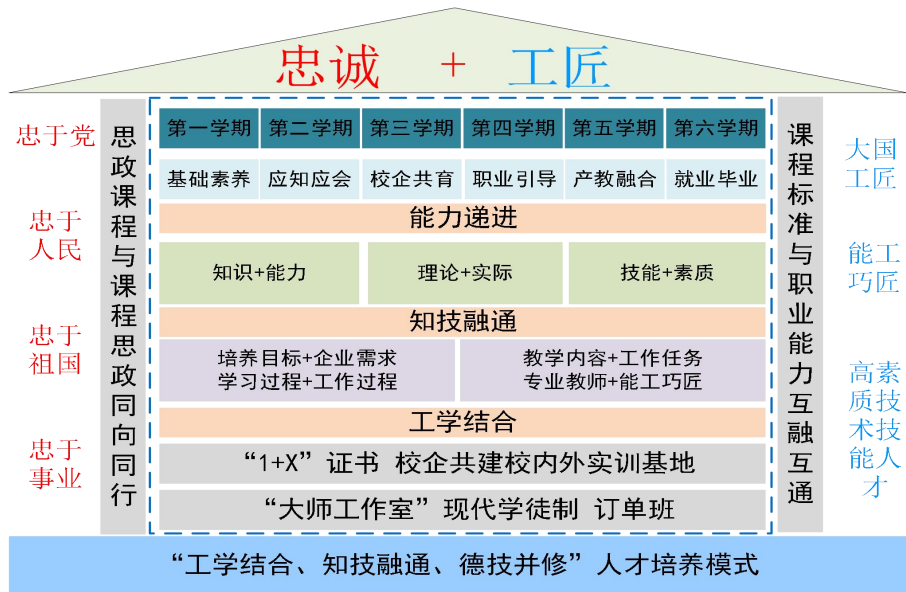 忠诚 + 工匠
忠于党
忠于
人民
忠于
祖国
忠于
事业
思政课程与课程思政同向同行
第一学期 第二学期 第三学期 第四学期 第五学期 第六学期
基础素养 应知应会 校企共育 职业引导 产教融合 就业毕业
能力递进
知识+能力 理论+实际 技能+素质
知技融通
培养目标+企业需求
学习过程+工作过程
教学内容+工作任务
专业教师+能工巧匠
工学结合
“1+X”证书 校企共建校内外实训基地
“大师工作室”现代学徒制 订单班
课程标准与职业能力互融互通
大国
工匠
能工
巧匠
高素
质技
术技
能人
才
“工学结合、知技融通、德技并修”人才培养模式